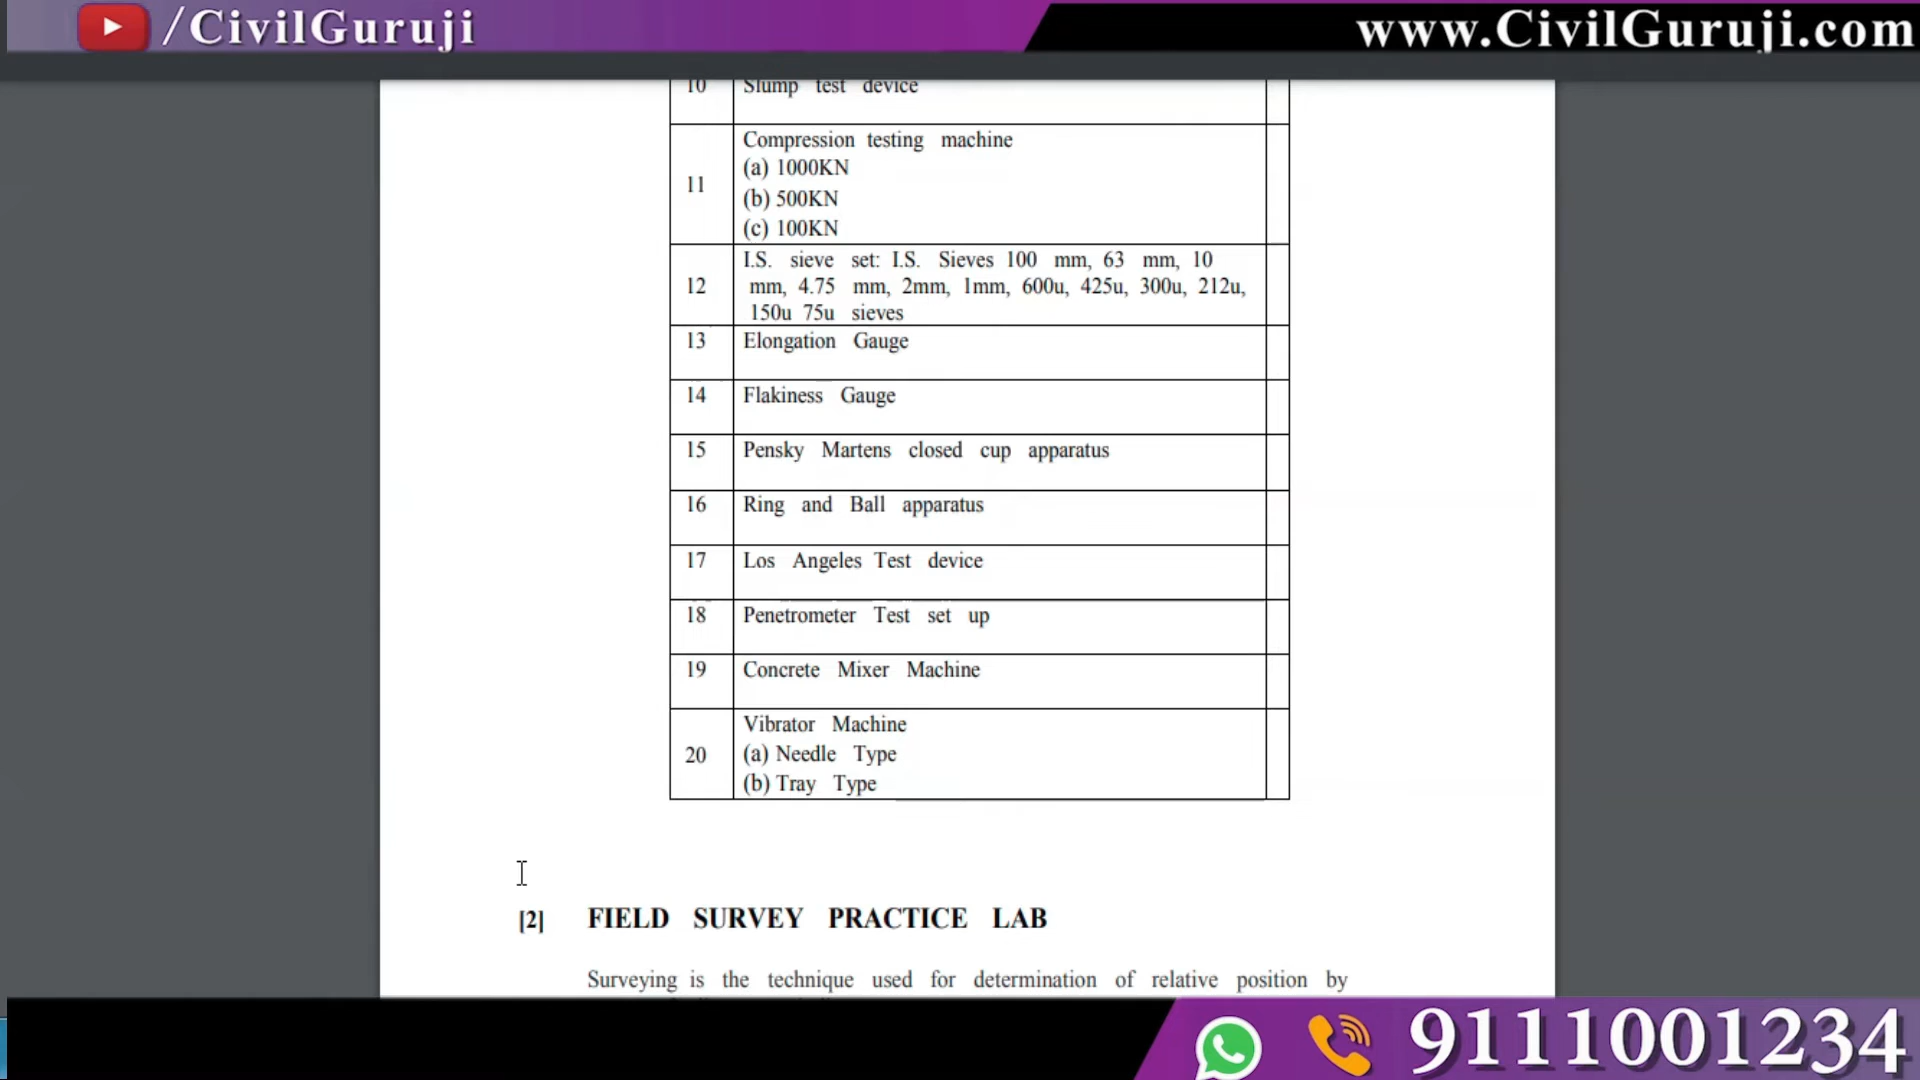 /CivilGuruji
www.CivilGuruji.com
10 Slump test device
11 Compression testing machine
(a) 1000KN
(b) 500KN
(c) 100KN
12 I.S. sieve set: I.S. Sieves 100 mm, 63 mm, 10
mm, 4.75 mm, 2mm, 1mm, 600u, 425u, 300u, 212u,
150u 75u sieves
13 Elongation Gauge
14 Flakiness Gauge
15 Pensky Martens closed cup apparatus
16 Ring and Ball apparatus
17 Los Angeles Test device
18 Penetrometer Test set up
19 Concrete Mixer Machine
20 Vibrator Machine
(a) Needle Type
(b) Tray Type
[2] FIELD SURVEY PRACTICE LAB
Surveying is the technique used for determination of relative position by
9111001234